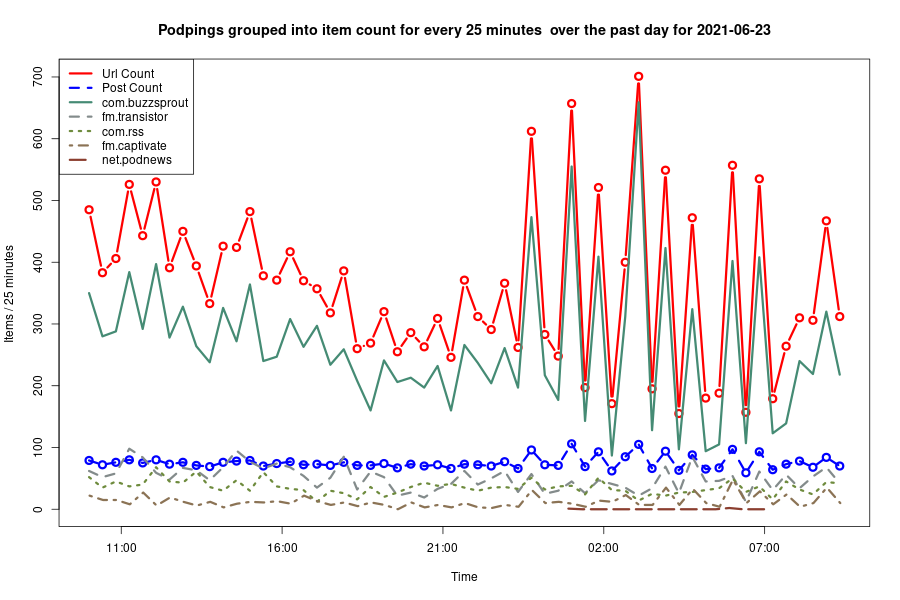 Podpings grouped into item count for every 25 minutes  over the past day for 2021-06-23
Url Count
Post Count
com.buzzsprout
fm.transistor
com.rss
fm.captivate
net.podnews
Items / 25 minutes
700
600
500
400
300
200
100
0
11:00 16:00 21:00 02:00 07:00
Time